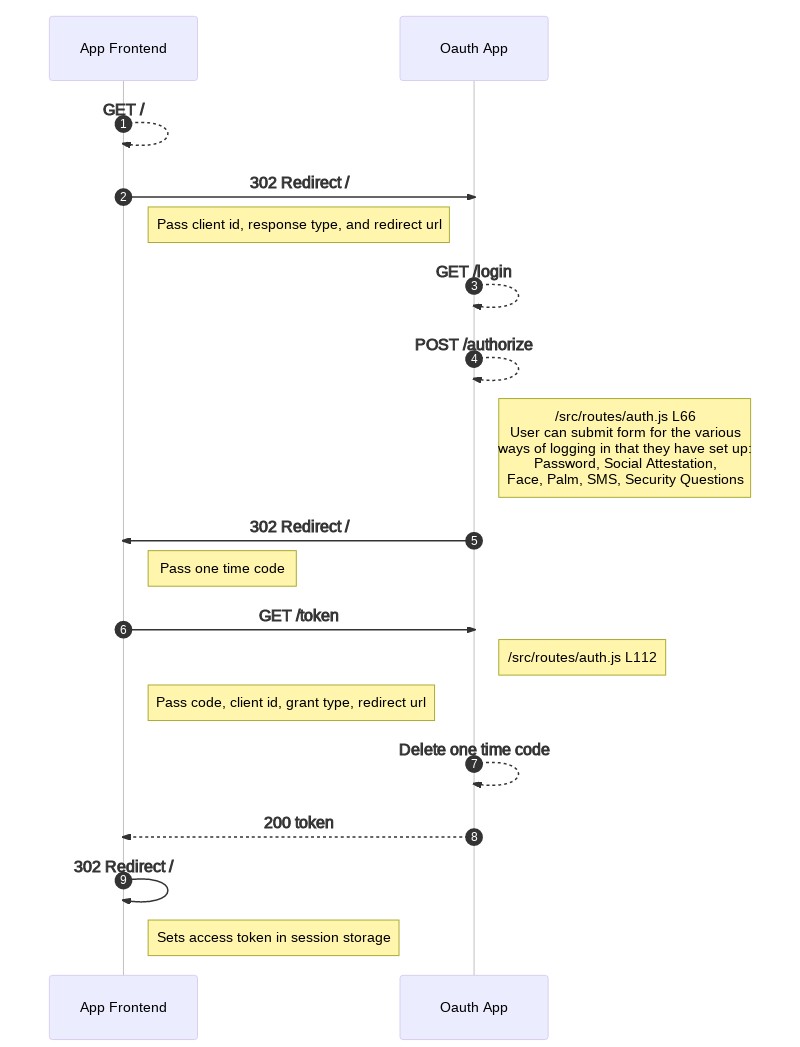 App Frontend
Oauth App
GET /
1
302 Redirect /
2
Pass client id, response type, and redirect url
GET /login
3
POST /authorize
4
/src/routes/auth.js L66
User can submit form for the various
ways of logging in that they have set up:
Password, Social Attestation,
Face, Palm, SMS, Security Questions
302 Redirect /
5
Pass one time code
GET /token
6
/src/routes/auth.js L112
Pass code, client id, grant type, redirect url
Delete one time code
7
200 token
8
302 Redirect /
9
Sets access token in session storage
App Frontend
Oauth App